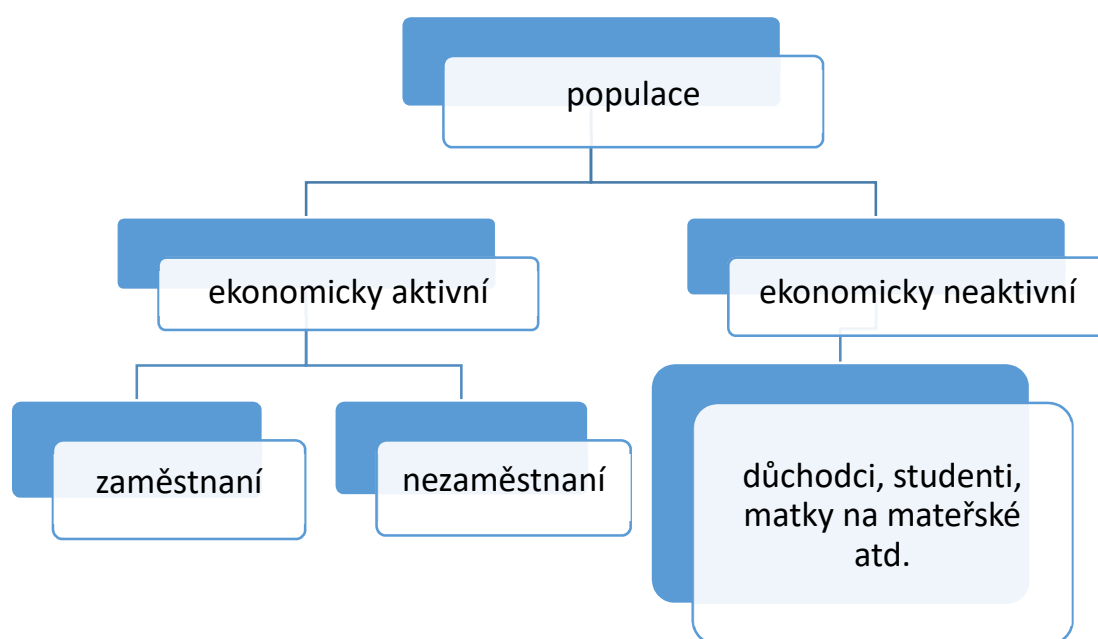 populace
ekonomicky aktivní
ekonomicky neaktivní
zaměstnaní
nezaměstnaní
důchodci, studenti,
matky na mateřské
atd.